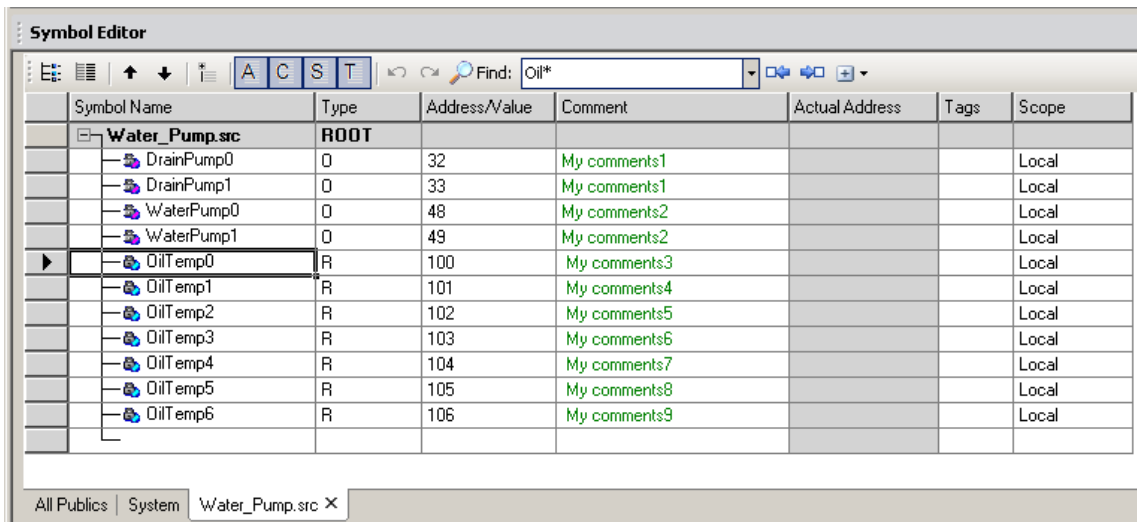 Symbol Editor
A C S T Find: Oil*
Symbol Name Type Address/Value Comment Actual Address Tags Scope
Water_Pump.src ROOT
DrainPump0 O 32 My comments1 Local
DrainPump1 O 33 My comments1 Local
WaterPump0 O 48 My comments2 Local
WaterPump1 O 49 My comments2 Local
OilTemp0 R 100 My comments3 Local
OilTemp1 R 101 My comments4 Local
OilTemp2 R 102 My comments5 Local
OilTemp3 R 103 My comments6 Local
OilTemp4 R 104 My comments7 Local
OilTemp5 R 105 My comments8 Local
OilTemp6 R 106 My comments9 Local
All Publics | System Water_Pump.src